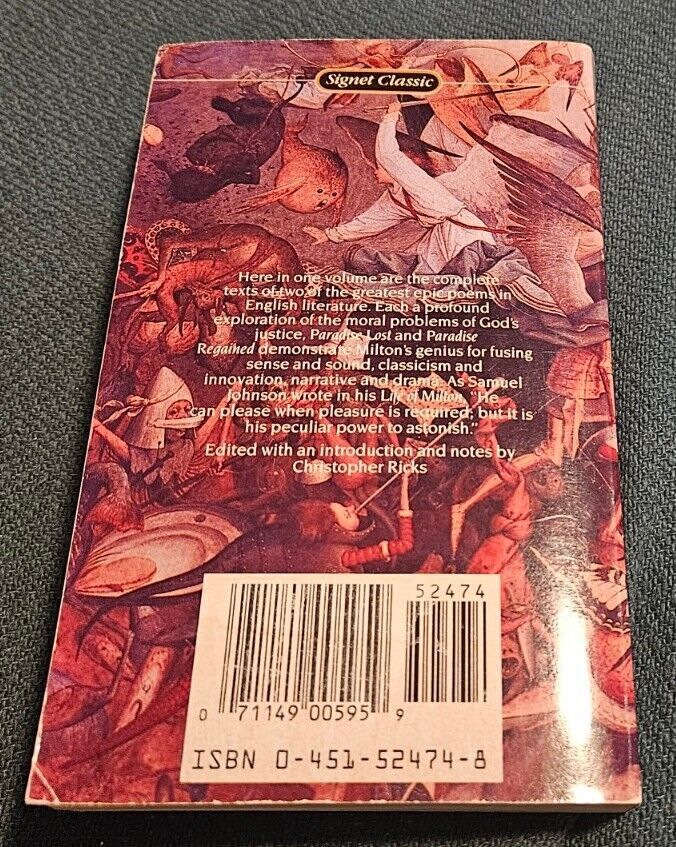 Signet Classic
Here in one volume are the complete
texts of two of the greatest epic poems in
English literature. Each a profound
exploration of the moral problems of God's
justice, Paradise Lost and Paradise
Regained demonstrate Milton's genius for fusing
sense and sound, classicism and
innovation, narrative and drama. As Samuel
Johnson wrote in his Life of Milton, "He
can please when pleasure is required; but it is
his peculiar power to astonish."
Edited with an introduction and notes by
Christopher Ricks
52474
0 71149 00595 9
ISBN 0-451-52474-8